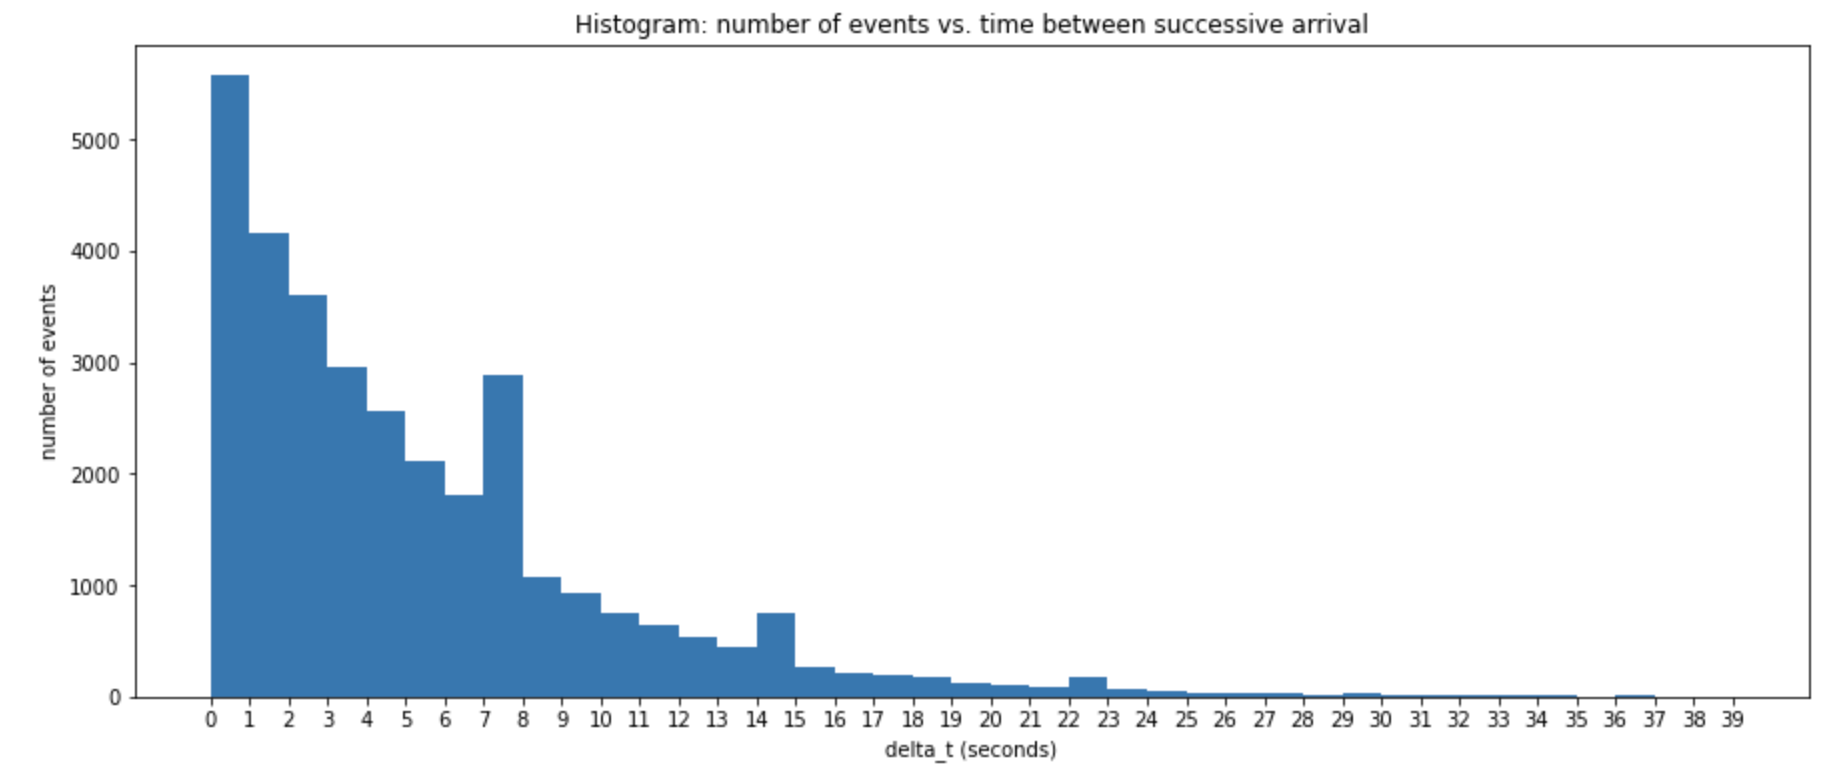 Histogram: number of events vs. time between successive arrival
number of events
5000
4000
3000
2000
1000
0
0 1 2 3 4 5 6 7 8 9 10 11 12 13 14 15 16 17 18 19 20 21 22 23 24 25 26 27 28 29 30 31 32 33 34 35 36 37 38 39
delta_t (seconds)